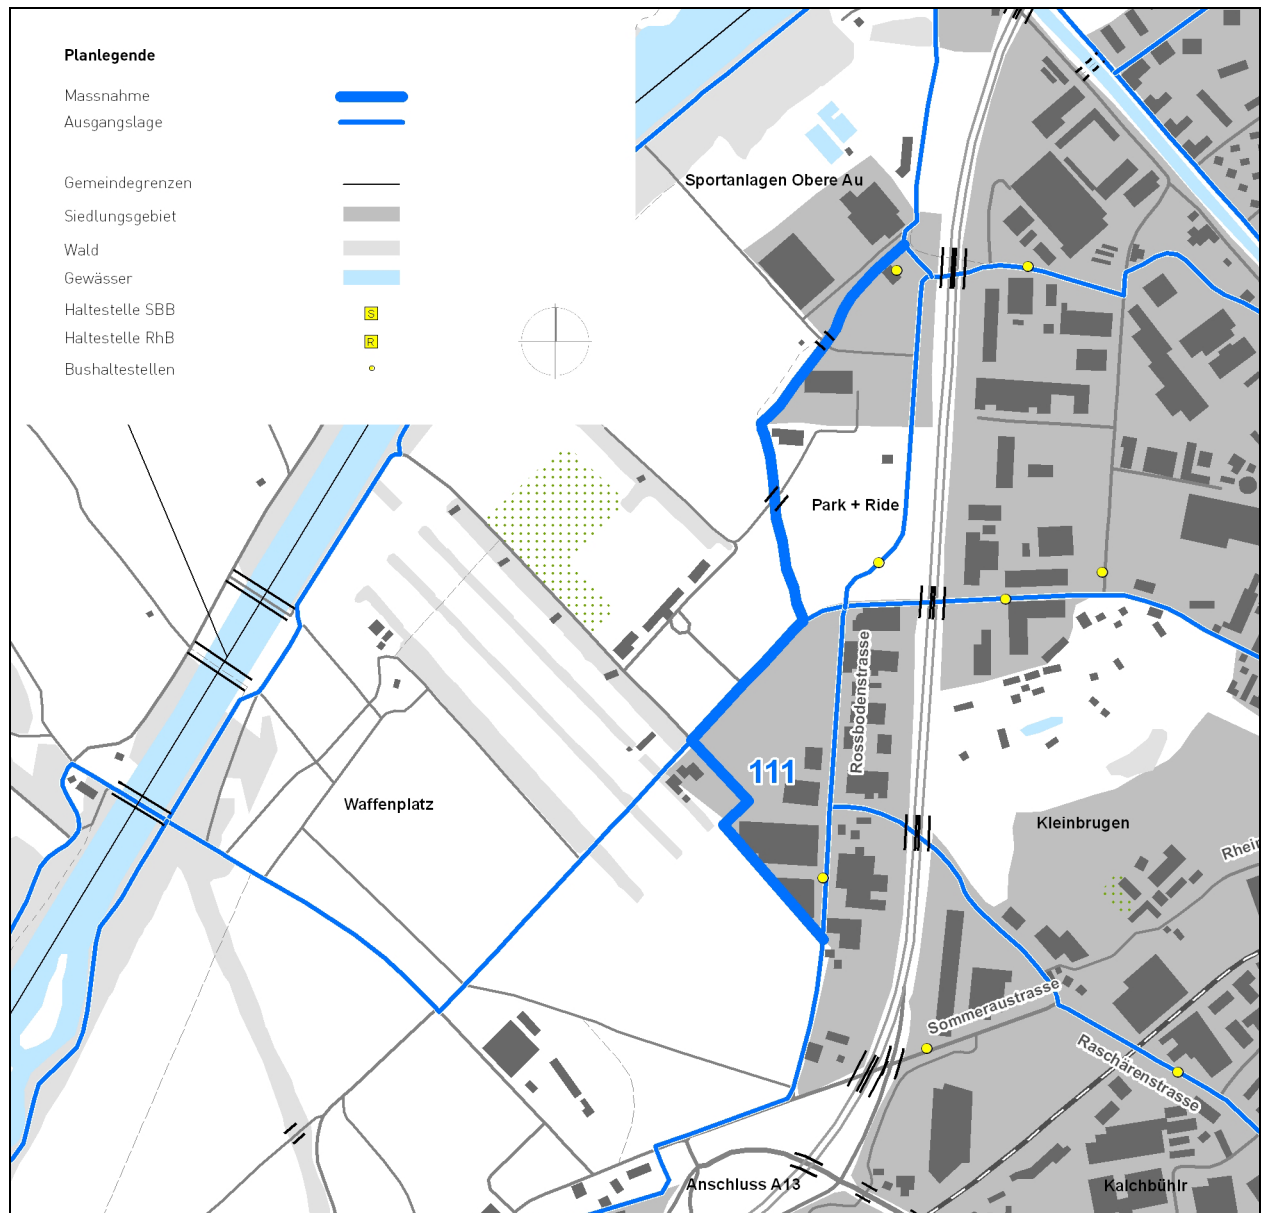 Planlegende
Massnahme
Ausgangslage
Gemeindegrenzen
Siedlungsgebiet
Wald
Gewässer
Haltestelle SBB
S
Haltestelle RhB
R
Bushaltestellen
Sportanlagen Obere Au
Park + Ride
Rossbodenstrasse
111
Waffenplatz
Kleinbrugen
Rhein
Sommeraustrasse
Raschärenstrasse
Anschluss A13
Kalchbühlr